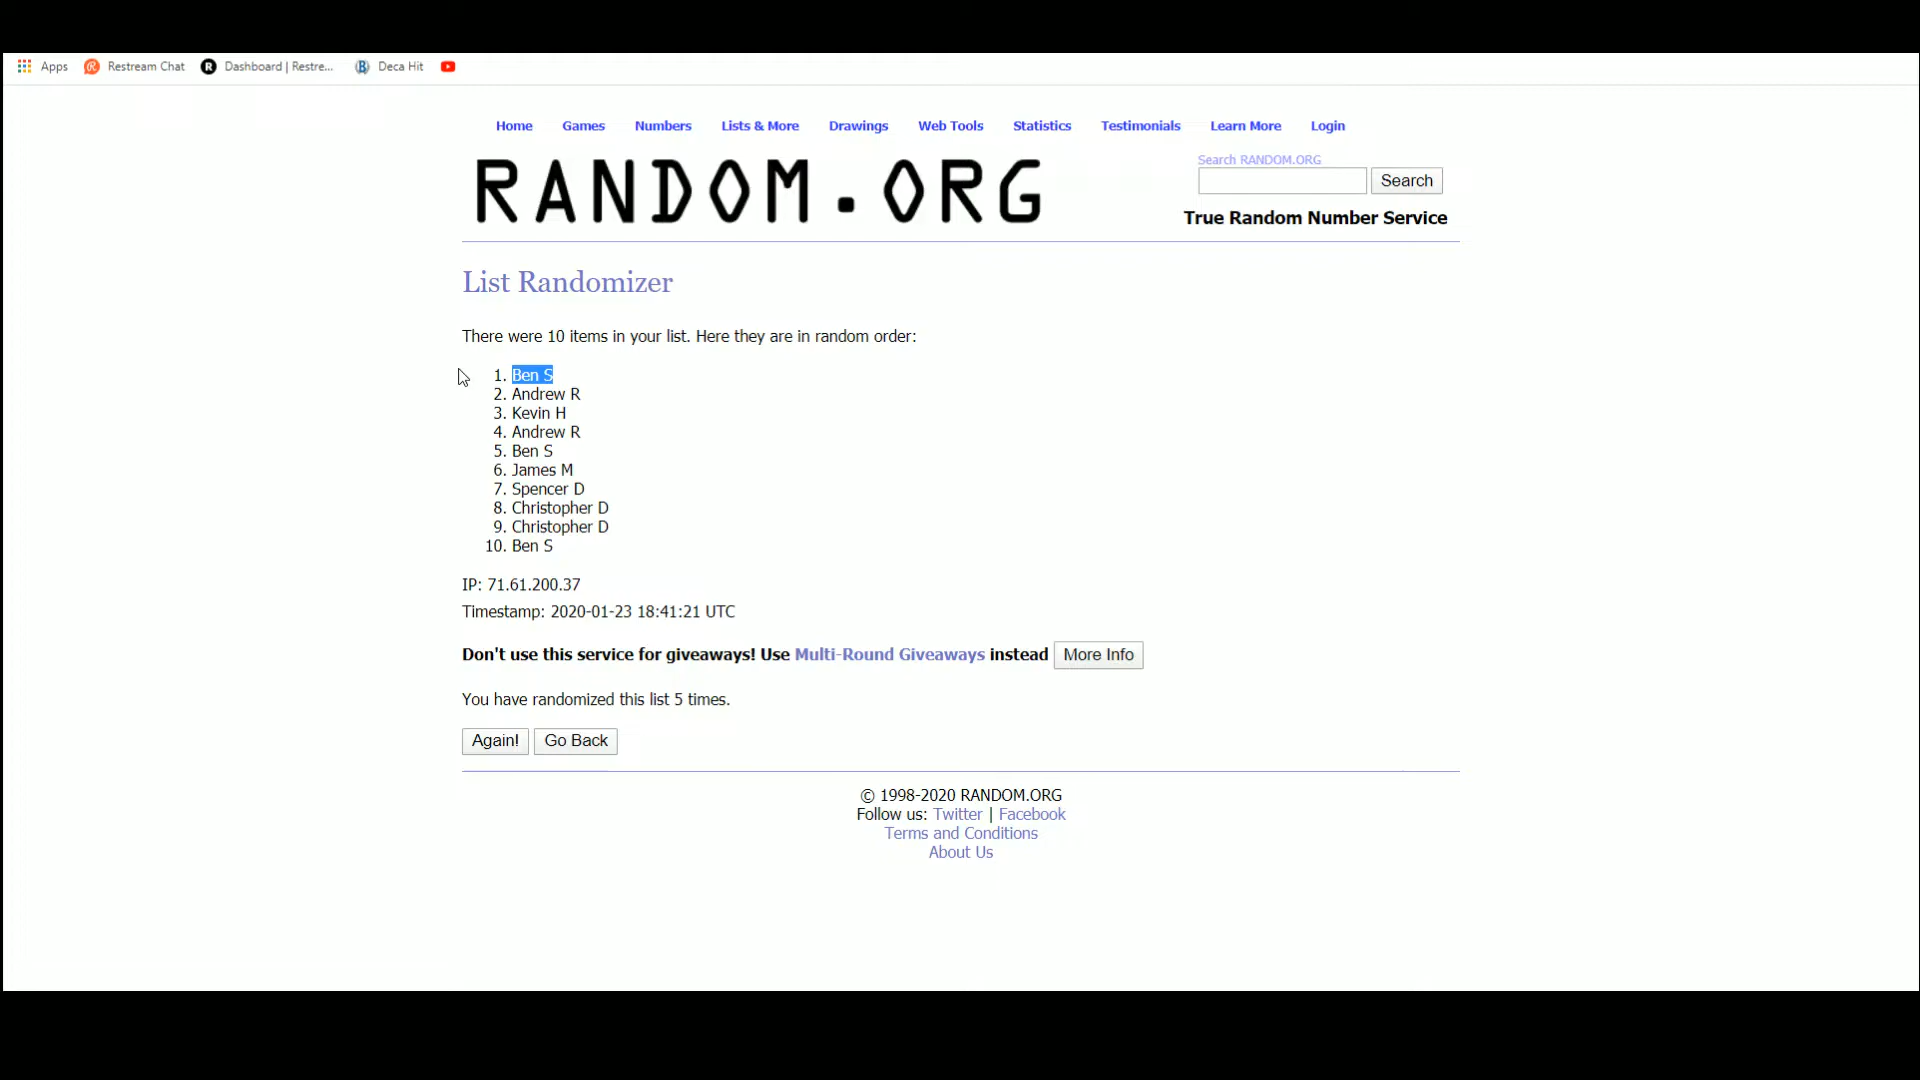 Apps Restream Chat Dashboard | Restre... Deca Hit
Home Games Numbers Lists & More Drawings Web Tools Statistics Testimonials Learn More Login
RANDOM.ORG
Search RANDOM.ORG
Search
True Random Number Service
List Randomizer
There were 10 items in your list. Here they are in random order:
1. Ben S
2. Andrew R
3. Kevin H
4. Andrew R
5. Ben S
6. James M
7. Spencer D
8. Christopher D
9. Christopher D
10. Ben S
IP: 71.61.200.37
Timestamp: 2020-01-23 18:41:21 UTC
Don't use this service for giveaways! Use Multi-Round Giveaways instead More Info
You have randomized this list 5 times.
Again! Go Back
© 1998-2020 RANDOM.ORG
Follow us: Twitter | Facebook
Terms and Conditions
About Us